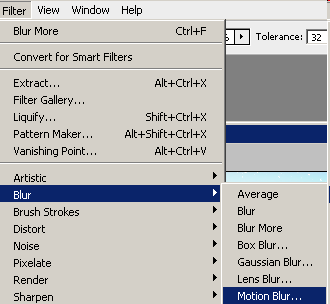 Filter View Window Help
Blur More Ctrl+F
Tolerance: 32
Convert for Smart Filters
Extract... Alt+Ctrl+X
Filter Gallery...
Liquify... Shift+Ctrl+X
Pattern Maker... Alt+Shift+Ctrl+X
Vanishing Point... Alt+Ctrl+V
Artistic
Blur
Brush Strokes
Distort
Noise
Pixelate
Render
Sharpen
Average
Blur
Blur More
Box Blur...
Gaussian Blur...
Lens Blur...
Motion Blur...